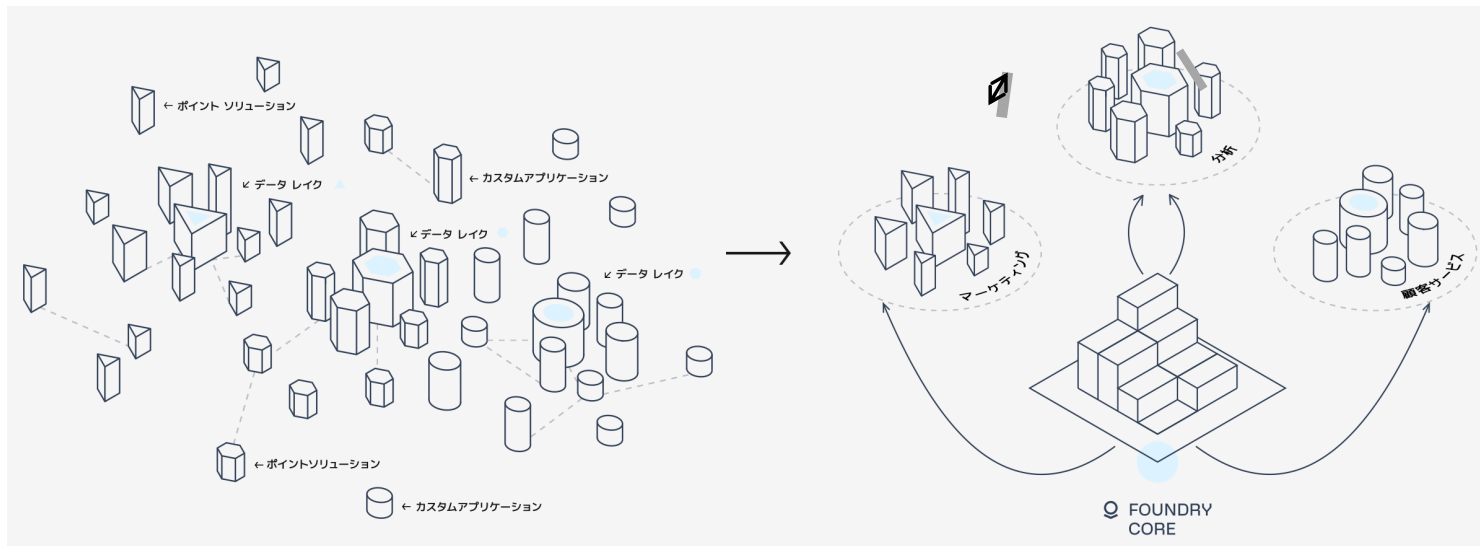 ← ポイント ソリューション
← カスタムアプリケーション
↙ データ レイク
↙ データ レイク
↙ データ レイク
← ポイントソリューション
← カスタムアプリケーション
分析
マーケティング
顧客サービス
FOUNDRY
CORE